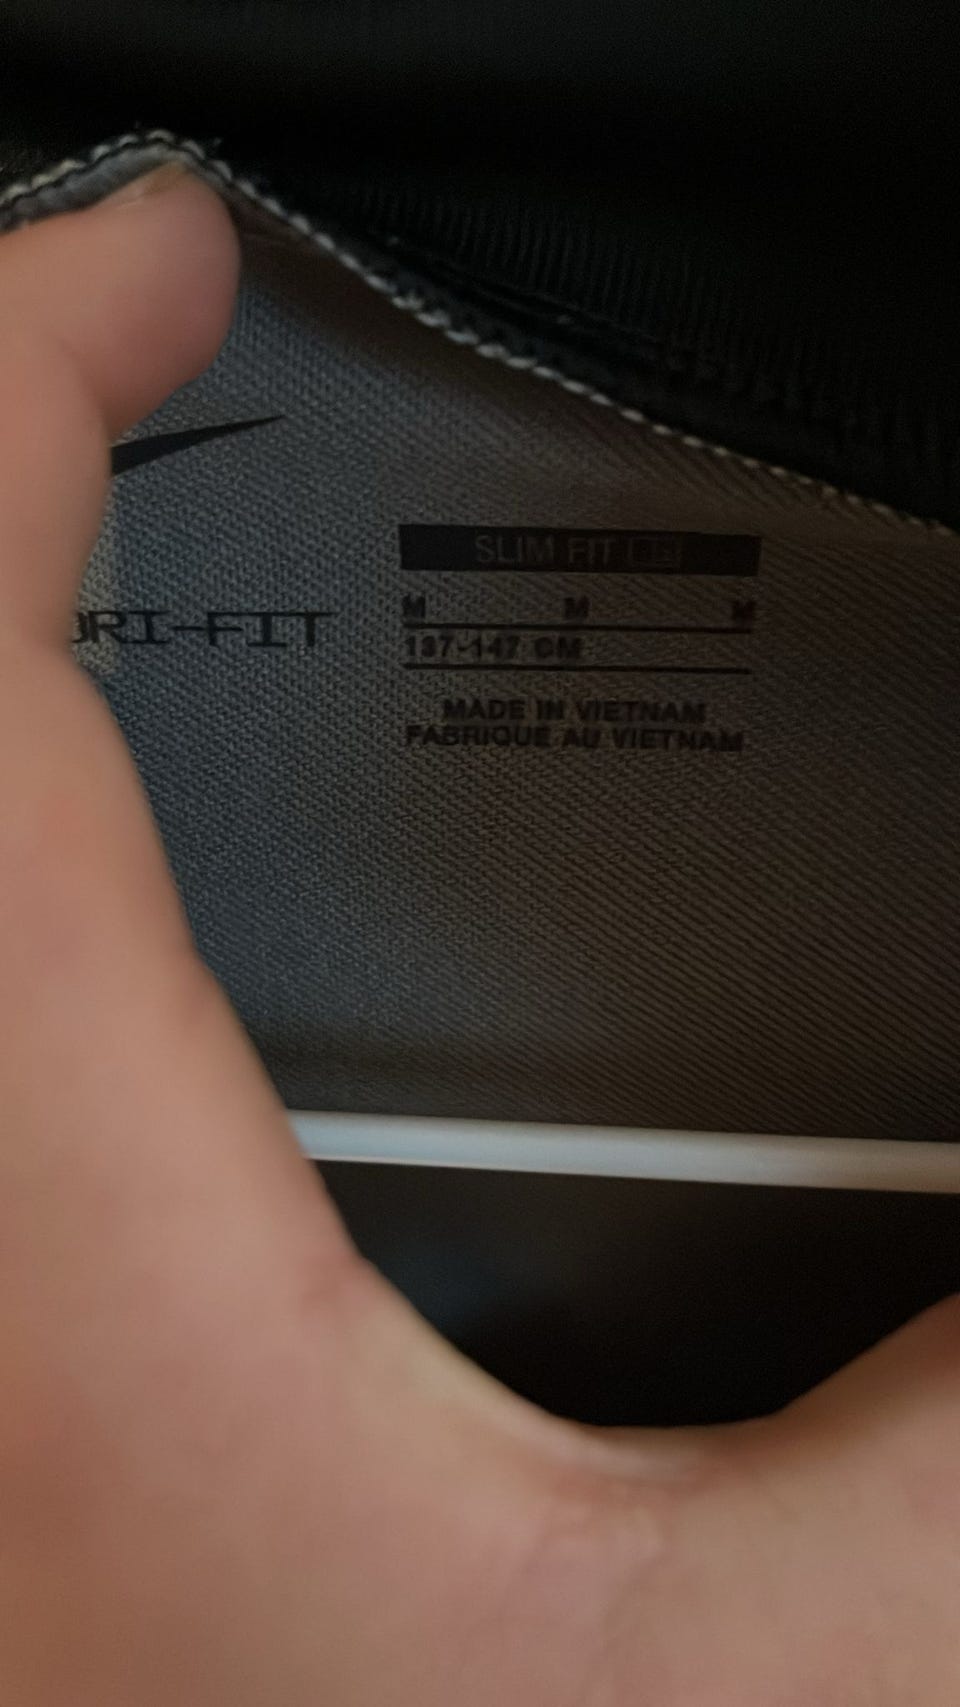 DRI-FIT
SLIM FIT
M M M
137-147 CM
MADE IN VIETNAM
FABRIQUE AU VIETNAM